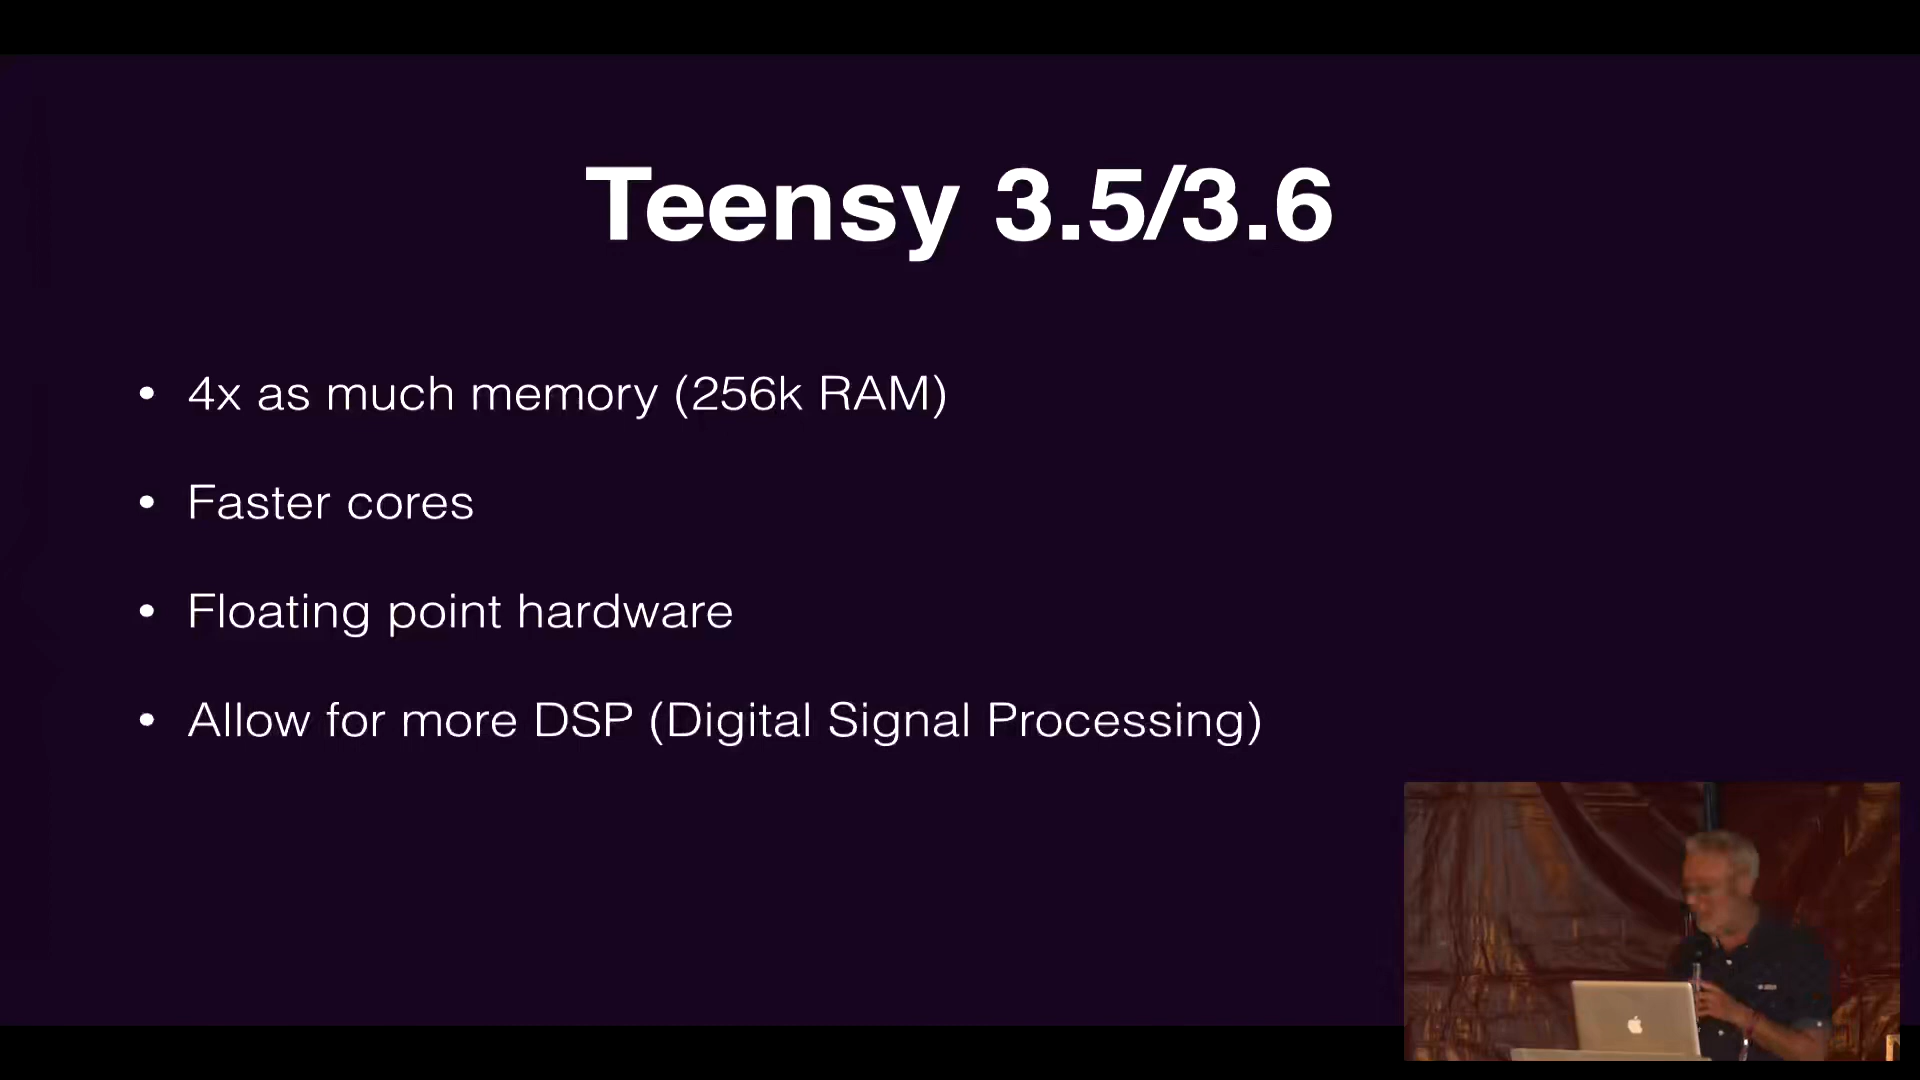 Teensy 3.5/3.6
• 4x as much memory (256k RAM)
• Faster cores
• Floating point hardware
• Allow for more DSP (Digital Signal Processing)